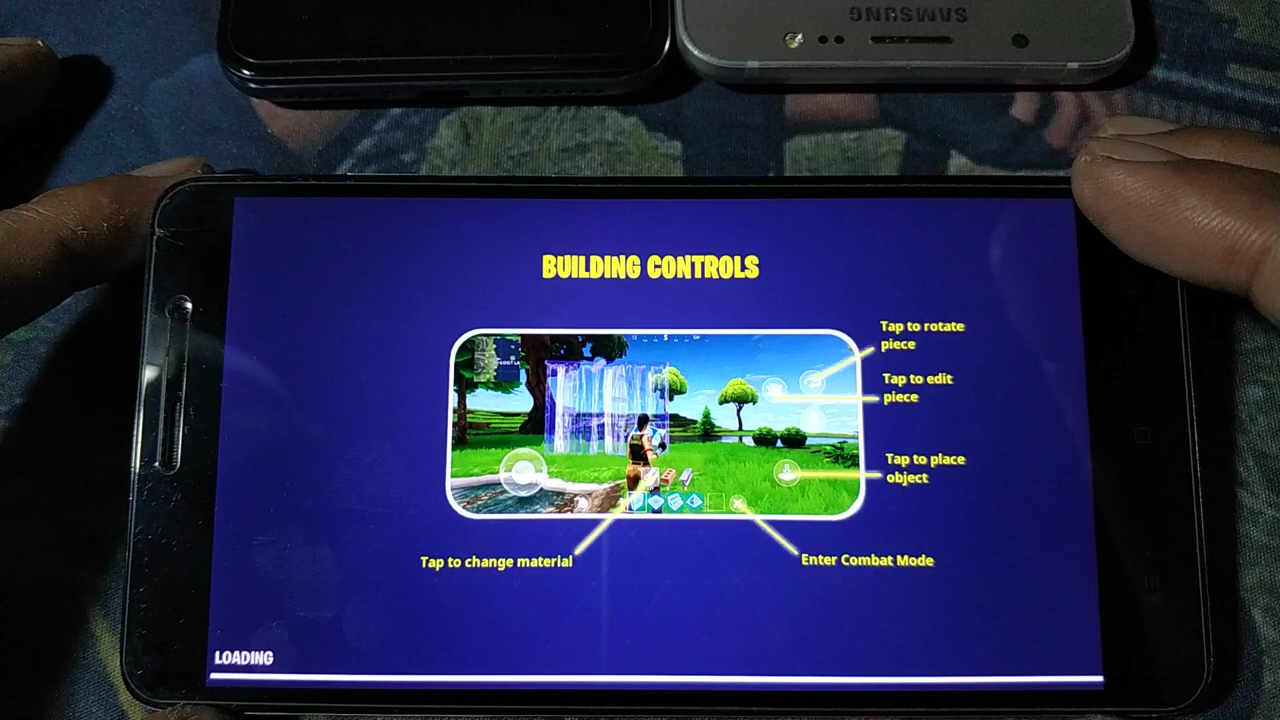 SAMSUNG
BUILDING CONTROLS
Tap to rotate
piece
Tap to edit
piece
Tap to place
object
Tap to change material
Enter Combat Mode
LOADING